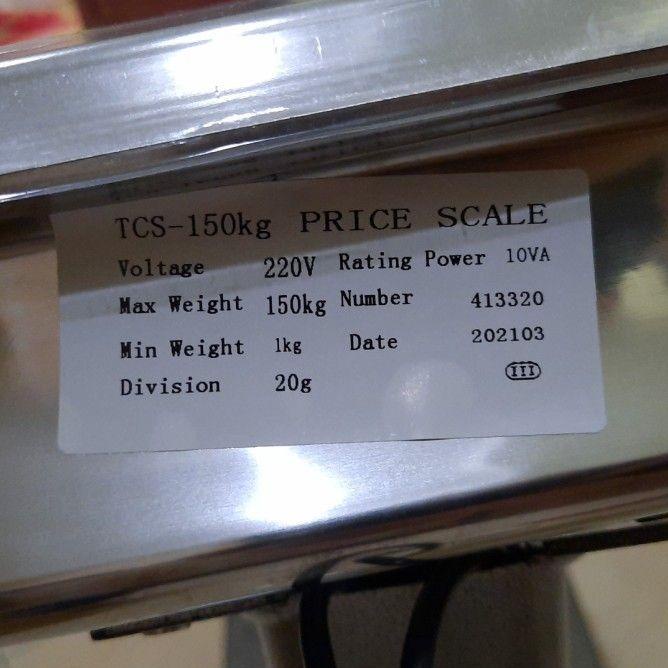 TCS-150kg PRICE SCALE
Voltage 220V Rating Power 10VA
Max Weight 150kg Number 413320
Min Weight 1kg Date 202103
Division 20g III